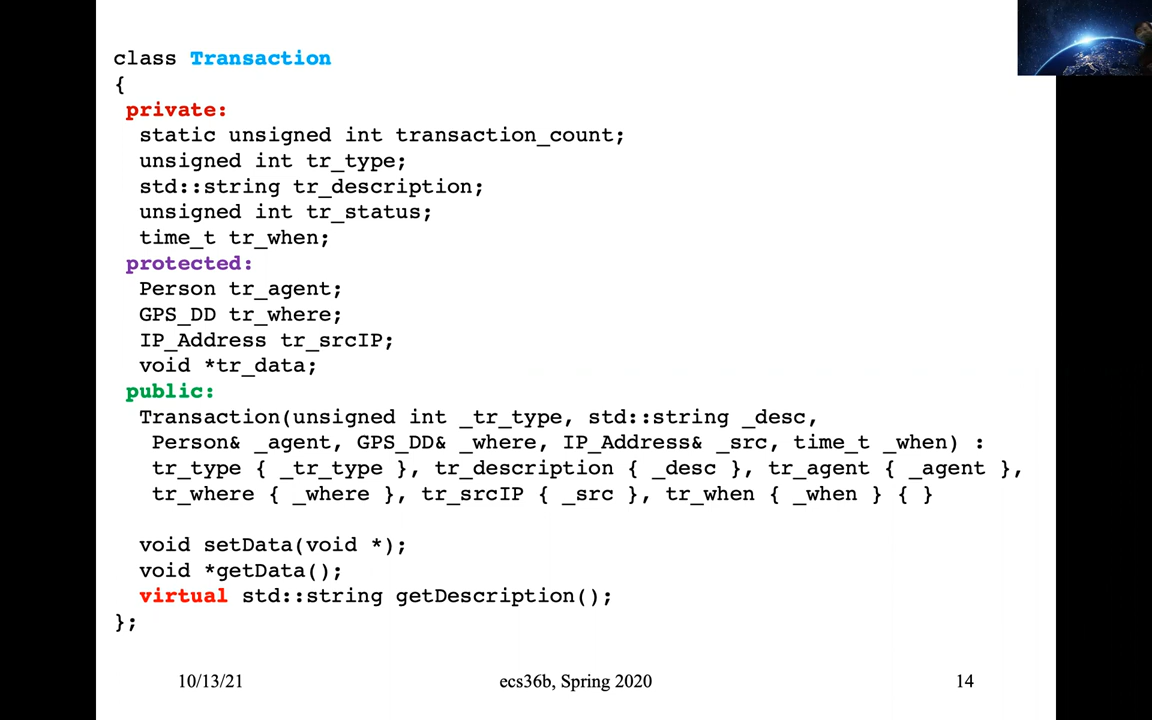 class Transaction
{
private:
static unsigned int transaction_count;
unsigned int tr_type;
std::string tr_description;
unsigned int tr_status;
time_t tr_when;
protected:
Person tr_agent;
GPS_DD tr_where;
IP_Address tr_srcIP;
void *tr_data;
public:
Transaction(unsigned int _tr_type, std::string _desc,
Person& _agent, GPS_DD& _where, IP_Address& _src, time_t _when) :
tr_type { _tr_type }, tr_description { _desc }, tr_agent { _agent },
tr_where { _where }, tr_srcIP { _src }, tr_when { _when } { }
void setData(void *);
void *getData();
virtual std::string getDescription();
};
10/13/21 ecs36b, Spring 2020 14